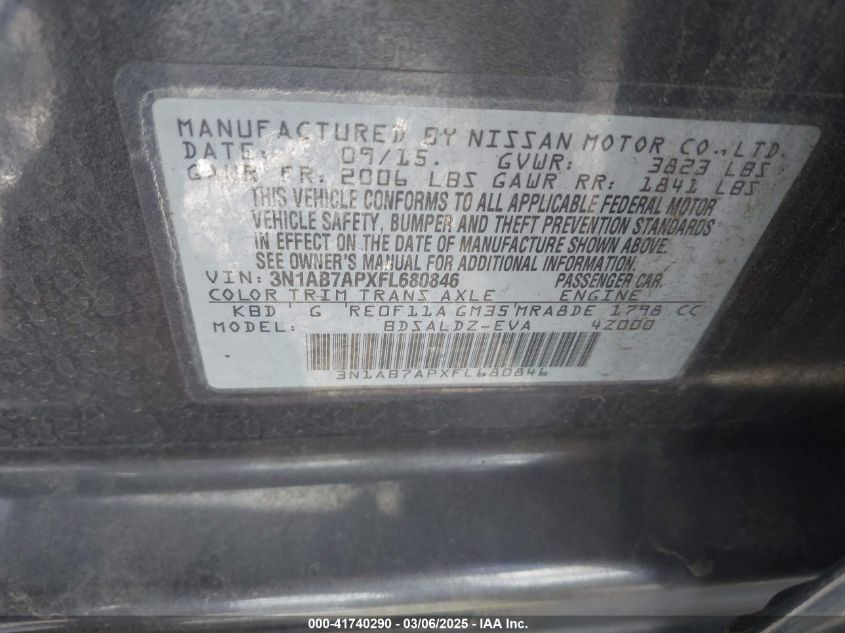 MANUFACTURED BY NISSAN MOTOR CO.,LTD.
DATE: 09/15. GVWR: 3823 LBS
GAWR FR. 2006 LBS GAWR RR: 1841 LBS
THIS VEHICLE CONFORMS TO ALL APPLICABLE FEDERAL MOTOR
VEHICLE SAFETY, BUMPER AND THEFT PREVENTION STANDARDS
IN EFFECT ON THE DATE OF MANUFACTURE SHOWN ABOVE.
SEE OWNER'S MANUAL FOR ADDITIONAL INFORMATION.
VIN: 3N1AB7APXFL680846 PASSENGER CAR.
COLOR TRIM TRANS AXLE ENGINE
KBD G RE0F11A GM35 MRA8DE 1798 CC
MODEL: BDSALDZ-EVA 4Z000
3N1AB7APXFL680846
000-41740290 - 03/06/2025 - IAA Inc.